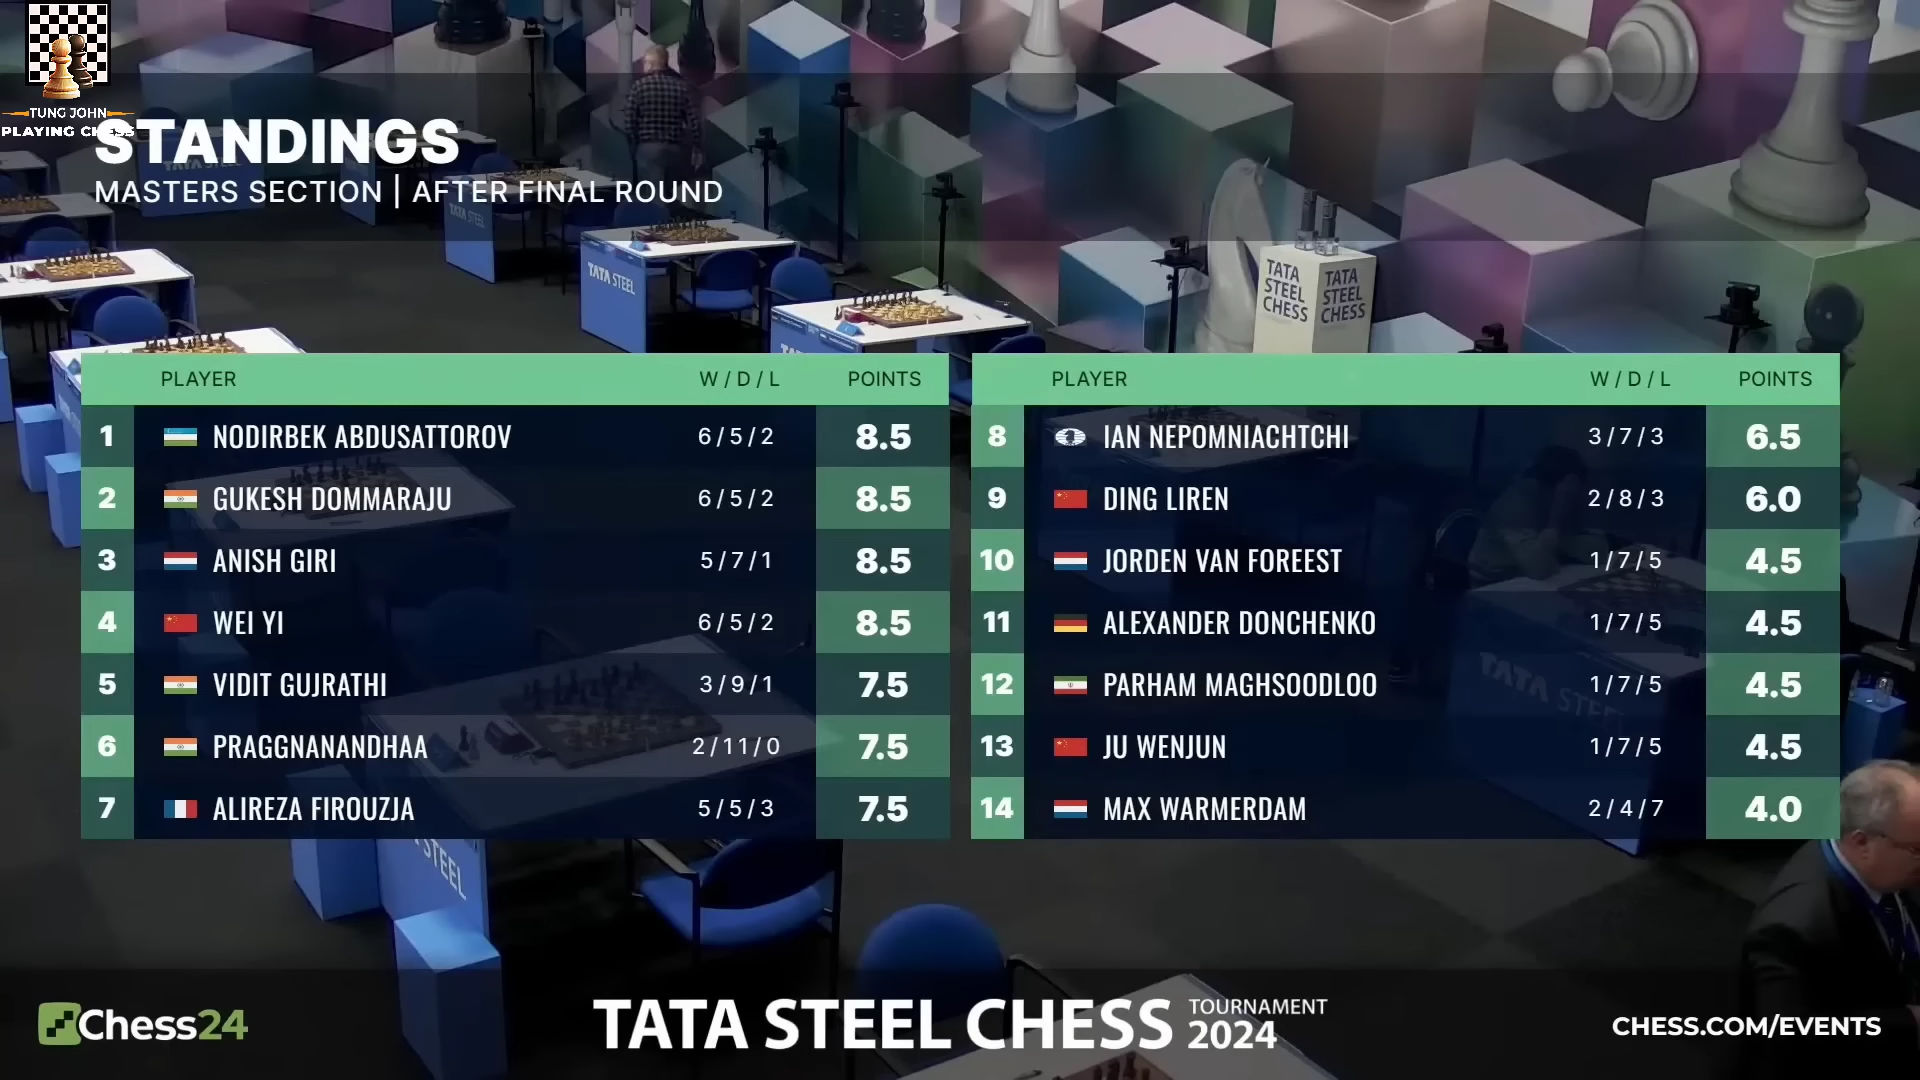 TUNG JOHN
PLAYING CHESS
STANDINGS
MASTERS SECTION | AFTER FINAL ROUND
TATA STEEL
TATA STEEL
TATA STEEL
TATA STEEL CHESS
TATA STEEL CHESS
PLAYER W / D / L POINTS
1 NODIRBEK ABDUSATTOROV 6 / 5 / 2 8.5
2 GUKESH DOMMARAJU 6 / 5 / 2 8.5
3 ANISH GIRI 5 / 7 / 1 8.5
4 WEI YI 6 / 5 / 2 8.5
5 VIDIT GUJRATHI 3 / 9 / 1 7.5
6 PRAGGNANANDHAA 2 / 11 / 0 7.5
7 ALIREZA FIROUZJA 5 / 5 / 3 7.5
PLAYER W / D / L POINTS
8 IAN NEPOMNIACHTCHI 3 / 7 / 3 6.5
9 DING LIREN 2 / 8 / 3 6.0
10 JORDEN VAN FOREEST 1 / 7 / 5 4.5
11 ALEXANDER DONCHENKO 1 / 7 / 5 4.5
12 PARHAM MAGHSOODLOO 1 / 7 / 5 4.5
13 JU WENJUN 1 / 7 / 5 4.5
14 MAX WARMERDAM 2 / 4 / 7 4.0
TATA STEEL
STEEL
Chess24
TATA STEEL CHESS TOURNAMENT 2024
CHESS.COM/EVENTS